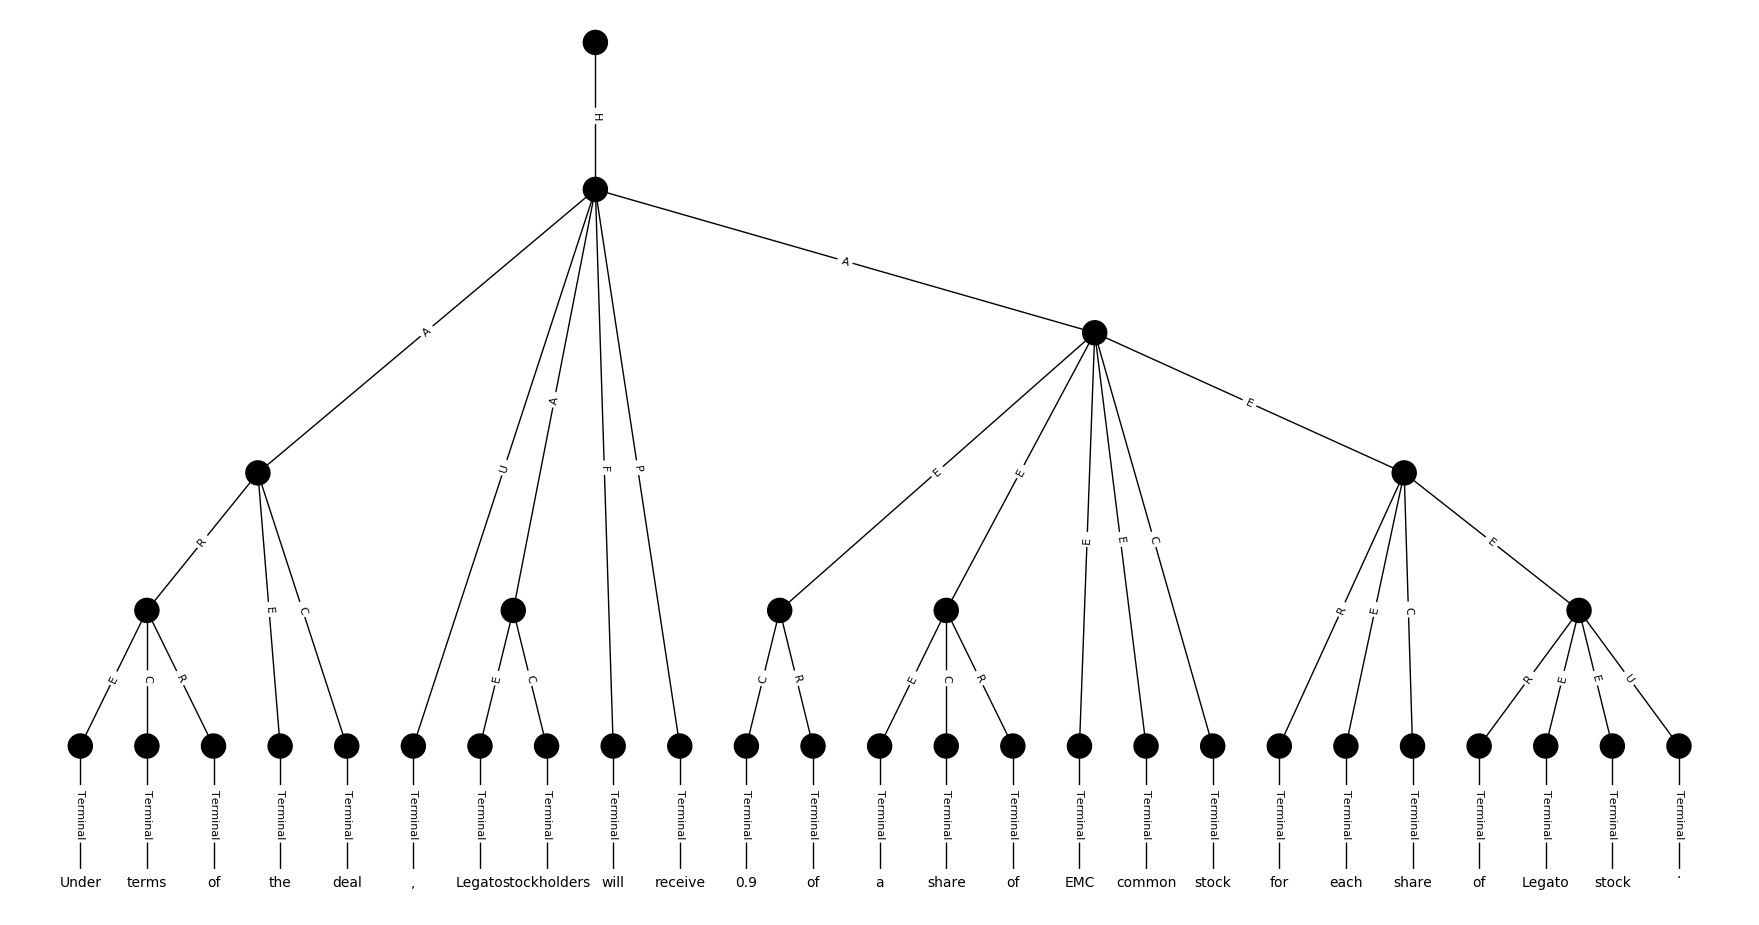 H
A
A
A
U
F
P
E
E
E
E
E
C
R
E
C
R
E
C
E
E
C
R
E
C
C
R
E
C
R
R
E
E
U
Terminal Terminal Terminal Terminal Terminal Terminal Terminal Terminal Terminal Terminal Terminal Terminal Terminal Terminal Terminal Terminal Terminal Terminal Terminal Terminal Terminal Terminal Terminal Terminal Terminal
Under terms of the deal , Legato stockholders will receive 0.9 of a share of EMC common stock for each share of Legato stock .